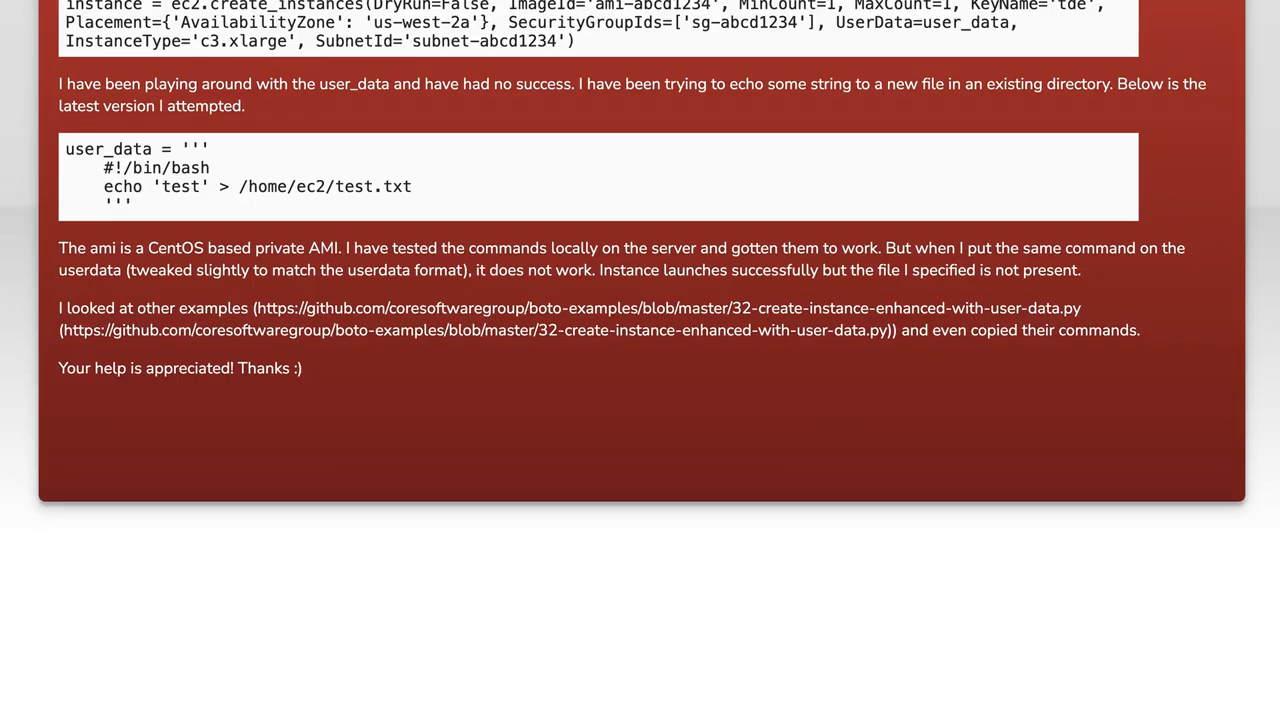 instance = ec2.create_instances(DryRun=False, ImageId='ami-abcd1234', MinCount=1, MaxCount=1, KeyName='tde',
Placement={'AvailabilityZone': 'us-west-2a'}, SecurityGroupIds=['sg-abcd1234'], UserData=user_data,
InstanceType='c3.xlarge', SubnetId='subnet-abcd1234')
I have been playing around with the user_data and have had no success. I have been trying to echo some string to a new file in an existing directory. Below is the
latest version I attempted.
user_data = '''
    #!/bin/bash
    echo 'test' > /home/ec2/test.txt
    '''
The ami is a CentOS based private AMI. I have tested the commands locally on the server and gotten them to work. But when I put the same command on the
userdata (tweaked slightly to match the userdata format), it does not work. Instance launches successfully but the file I specified is not present.
I looked at other examples (https://github.com/coresoftwaregroup/boto-examples/blob/master/32-create-instance-enhanced-with-user-data.py
(https://github.com/coresoftwaregroup/boto-examples/blob/master/32-create-instance-enhanced-with-user-data.py)) and even copied their commands.
Your help is appreciated! Thanks :)